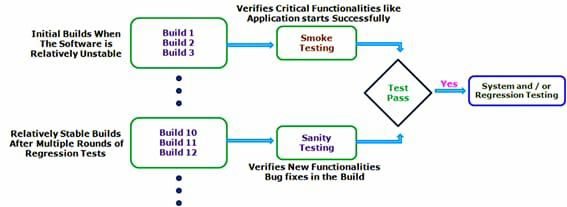 Verifies Critical Functionalities like
Application starts Successfully
Initial Builds When
The Software is
Relatively Unstable
Build 1
Build 2
Build 3
Smoke
Testing
Test
Pass
Yes
System and / or
Regression Testing
Relatively Stable Builds
After Multiple Rounds of
Regression Tests
Build 10
Build 11
Build 12
Sanity
Testing
Verifies New Functionalities
Bug fixes in the Build